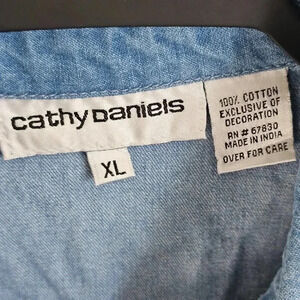 cathy Daniels
XL
100% COTTON
EXCLUSIVE OF
DECORATION
RN # 67830
MADE IN INDIA
OVER FOR CARE